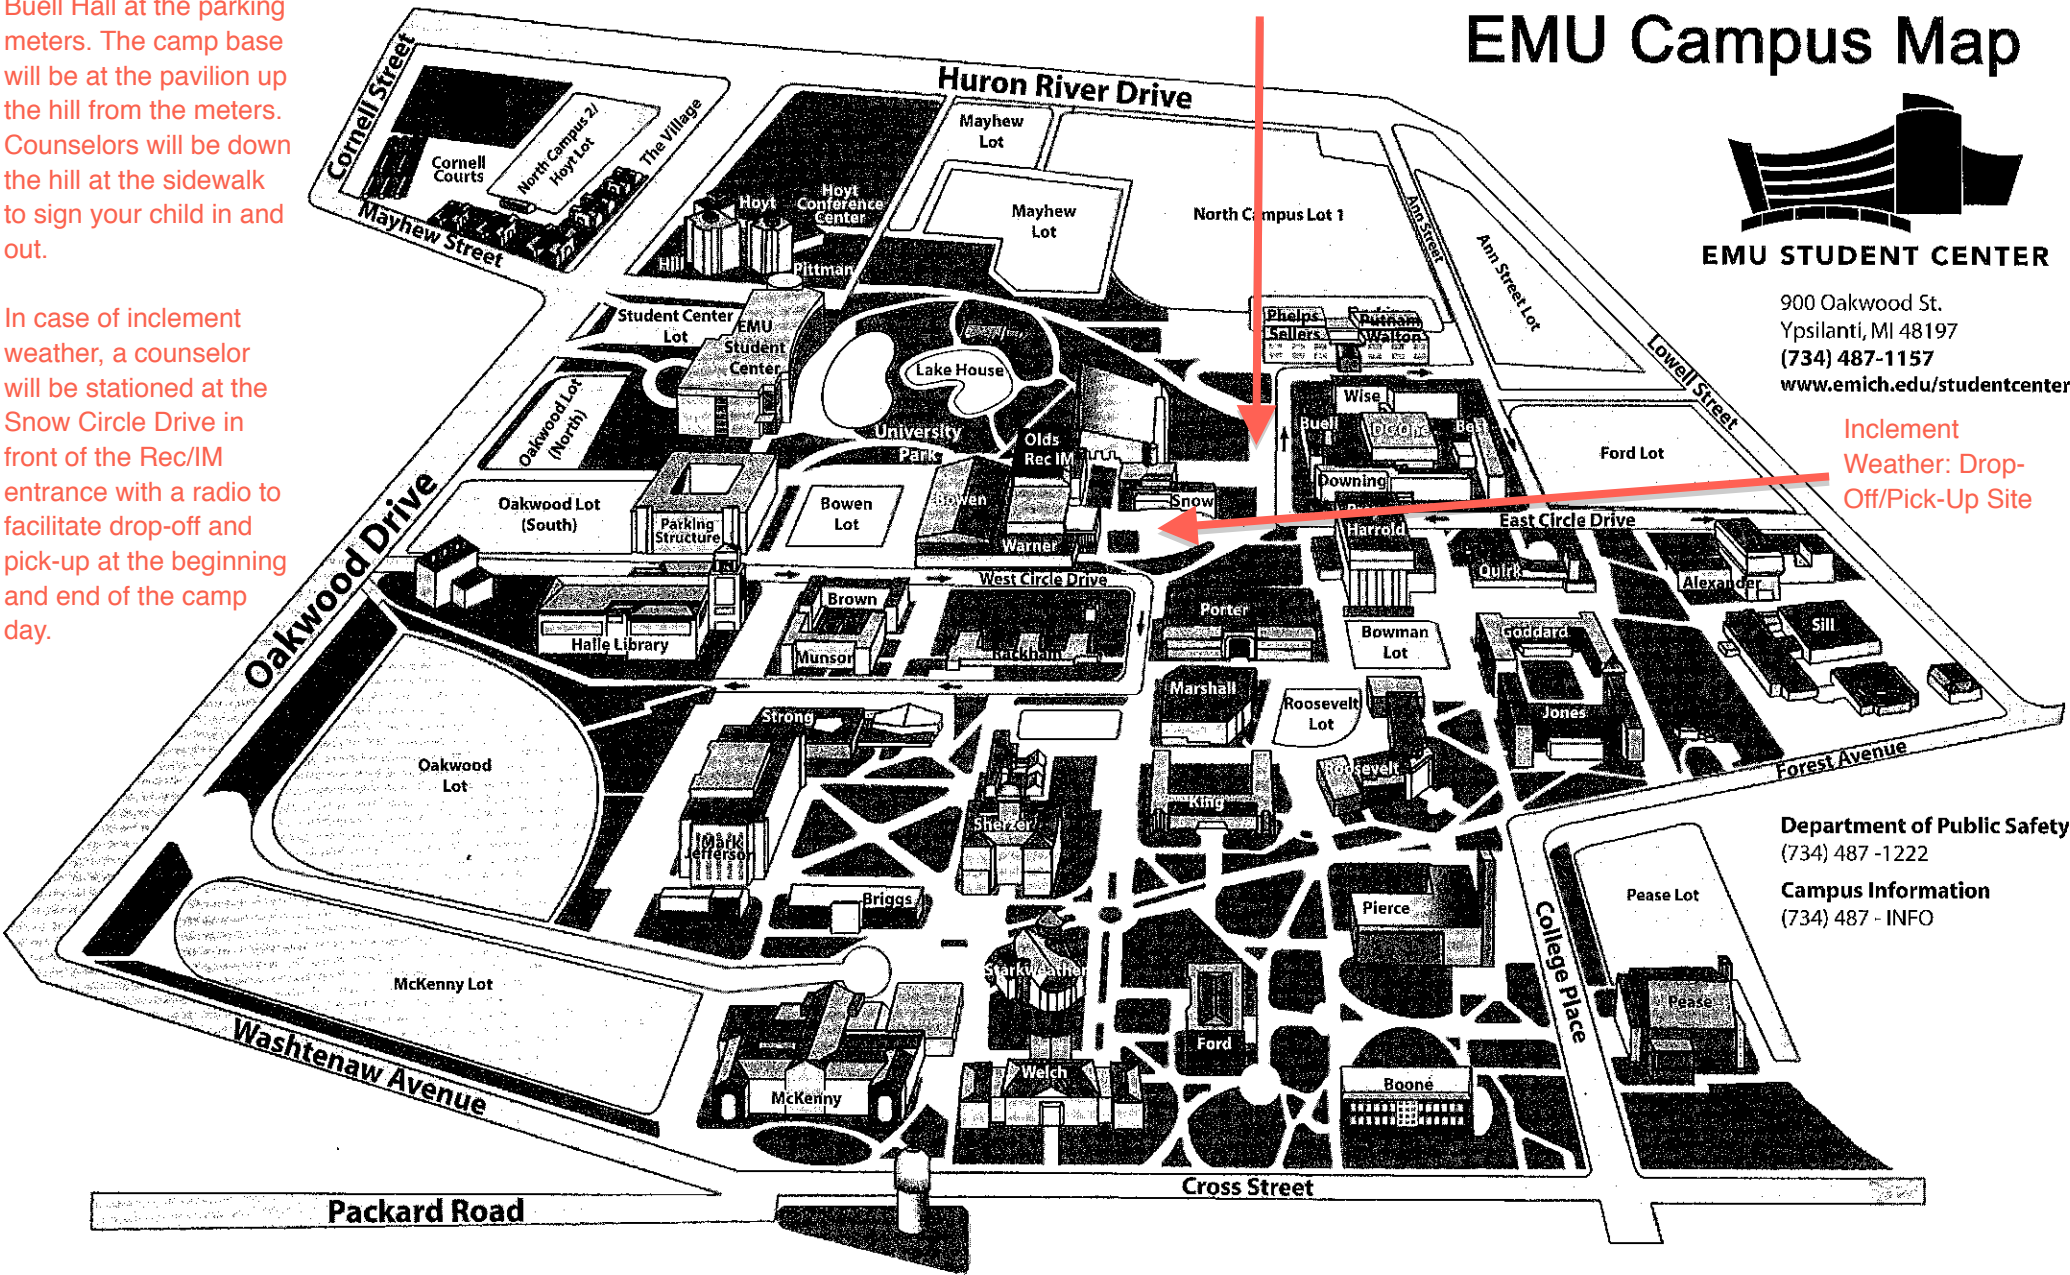 Buell Hall at the parking
meters. The camp base
will be at the pavilion up
the hill from the meters.
Counselors will be down
the hill at the sidewalk
to sign your child in and
out.
In case of inclement
weather, a counselor
will be stationed at the
Snow Circle Drive in
front of the Rec/IM
entrance with a radio to
facilitate drop-off and
pick-up at the beginning
and end of the camp
day.
EMU Campus Map
EMU STUDENT CENTER
900 Oakwood St.
Ypsilanti, MI 48197
(734) 487-1157
www.emich.edu/studentcenter
Inclement
Weather: Drop-
Off/Pick-Up Site
Department of Public Safety
(734) 487 -1222
Campus Information
(734) 487 - INFO
Huron River Drive
Cornell Street
Mayhew Street
Cornell
Courts
North Campus 2/
Hoyt Lot
The Village
Mayhew
Lot
Mayhew
Lot
North Campus Lot 1
Ann Street
Ann Street Lot
Lowell Street
Hoyt
Hoyt
Conference
Center
Hill
Pittman
Student Center
Lot
EMU
Student
Center
Lake House
Phelps
Sellers
Putnam
Walton
Wise
Buell
DC One
Downing
Ford Lot
Oakwood Lot
(North)
University
Park
Olds
Rec IM
Oakwood Lot
(South)
Parking
Structure
Bowen
Lot
Bowen
Warner
Snow
Harrold
East Circle Drive
Oakwood Drive
West Circle Drive
Halle Library
Brown
Munson
Rackham
Porter
Bowman
Lot
Quirk
Alexander
Goddard
Sill
Marshall
Roosevelt
Lot
Jones
Strong
Oakwood
Lot
Roosevelt
Forest Avenue
King
Sherzer
Mark
Jefferson
Briggs
Pierce
Pease Lot
College Place
McKenny Lot
Starkweather
Pease
Ford
Washtenaw Avenue
Welch
McKenny
Boone
Cross Street
Packard Road